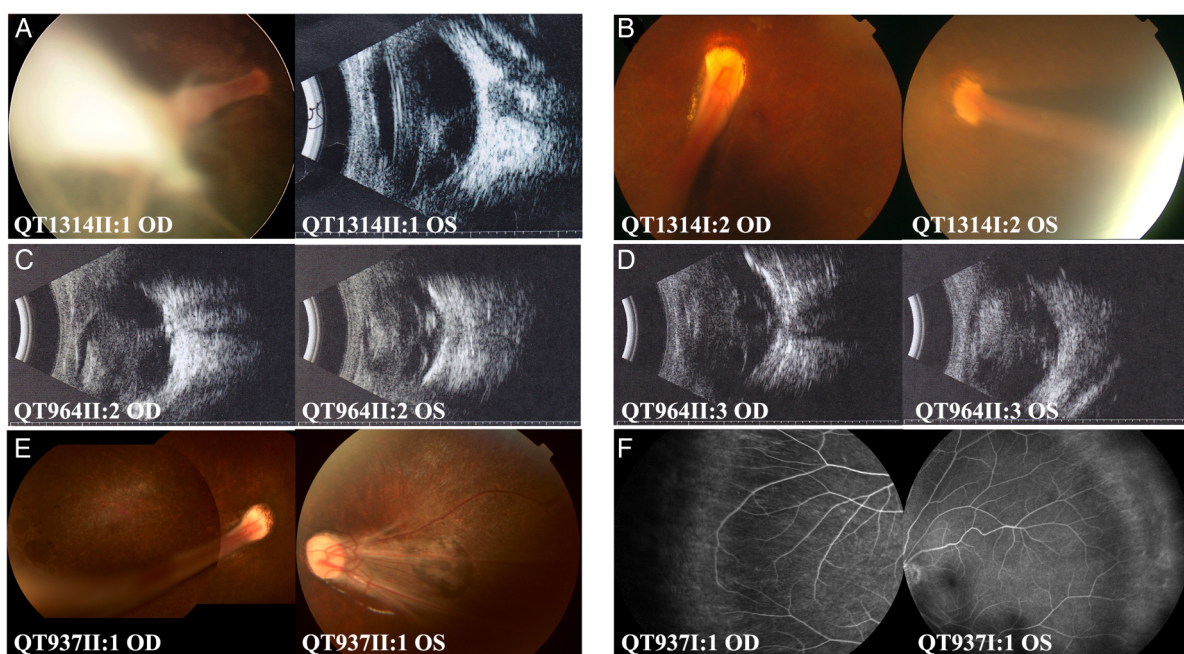 A
QT1314II:1 OD
QT1314II:1 OS
B
QT1314I:2 OD
QT1314I:2 OS
C
QT964II:2 OD
QT964II:2 OS
D
QT964II:3 OD
QT964II:3 OS
E
QT937II:1 OD
QT937II:1 OS
F
QT937I:1 OD
QT937I:1 OS